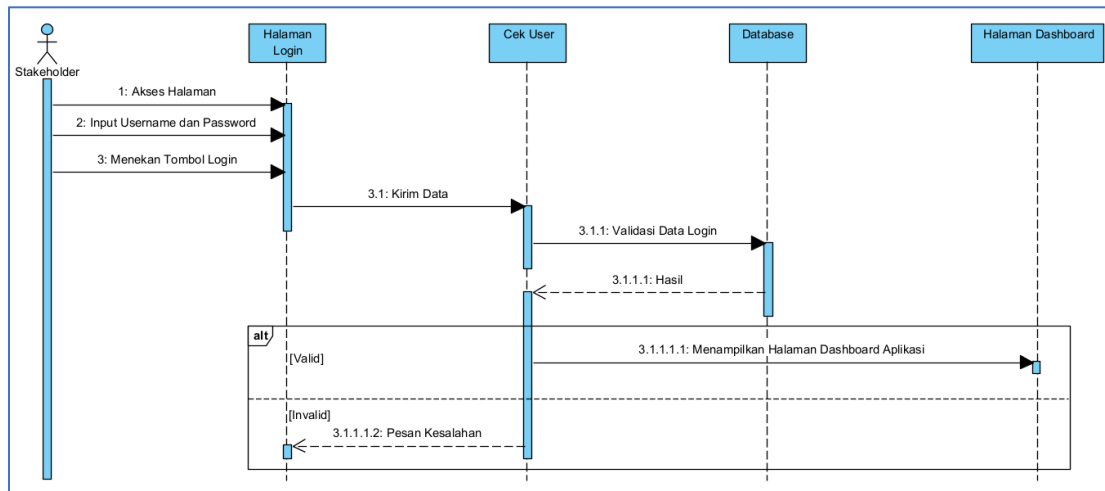 Stakeholder
Halaman
Login
Cek User
Database
Halaman Dashboard
1: Akses Halaman
2: Input Username dan Password
3: Menekan Tombol Login
3.1: Kirim Data
3.1.1: Validasi Data Login
3.1.1.1: Hasil
alt
[Valid]
3.1.1.1.1: Menampilkan Halaman Dashboard Aplikasi
[Invalid]
3.1.1.1.2: Pesan Kesalahan